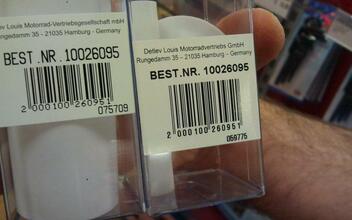 tlev Louis Motorrad-Vertriebsgesellschaft mbH
Rungedamm 35 - 21035 Hamburg - Germany
BEST.NR. 10026095
2 000100 260951
075709
Detlev Louis Motorradvertriebs GmbH
Rungedamm 35 – 21035 Hamburg - Germany
BEST.NR. 10026095
2 000100 260951
059775